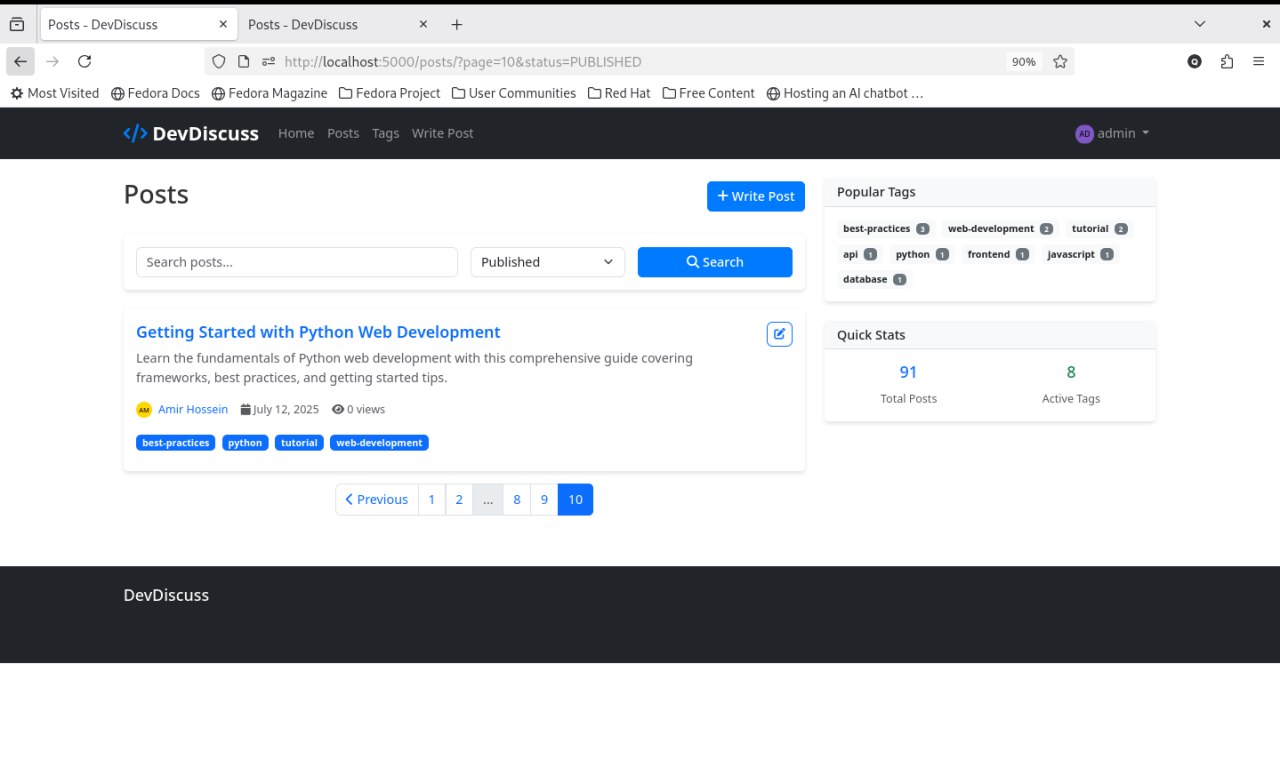 Posts - DevDiscuss
Posts - DevDiscuss
http://localhost:5000/posts/?page=10&status=PUBLISHED
90%
Most Visited
Fedora Docs
Fedora Magazine
Fedora Project
User Communities
Red Hat
Free Content
Hosting an AI chatbot …
</> DevDiscuss
Home
Posts
Tags
Write Post
AD admin
Posts
+ Write Post
Search posts...
Published
Search
Getting Started with Python Web Development
Learn the fundamentals of Python web development with this comprehensive guide covering
frameworks, best practices, and getting started tips.
AM Amir Hossein July 12, 2025 0 views
best-practices python tutorial web-development
Previous 1 2 ... 8 9 10
Popular Tags
best-practices 3 web-development 2 tutorial 2
api 1 python 1 frontend 1 javascript 1
database 1
Quick Stats
91 8
Total Posts Active Tags
DevDiscuss